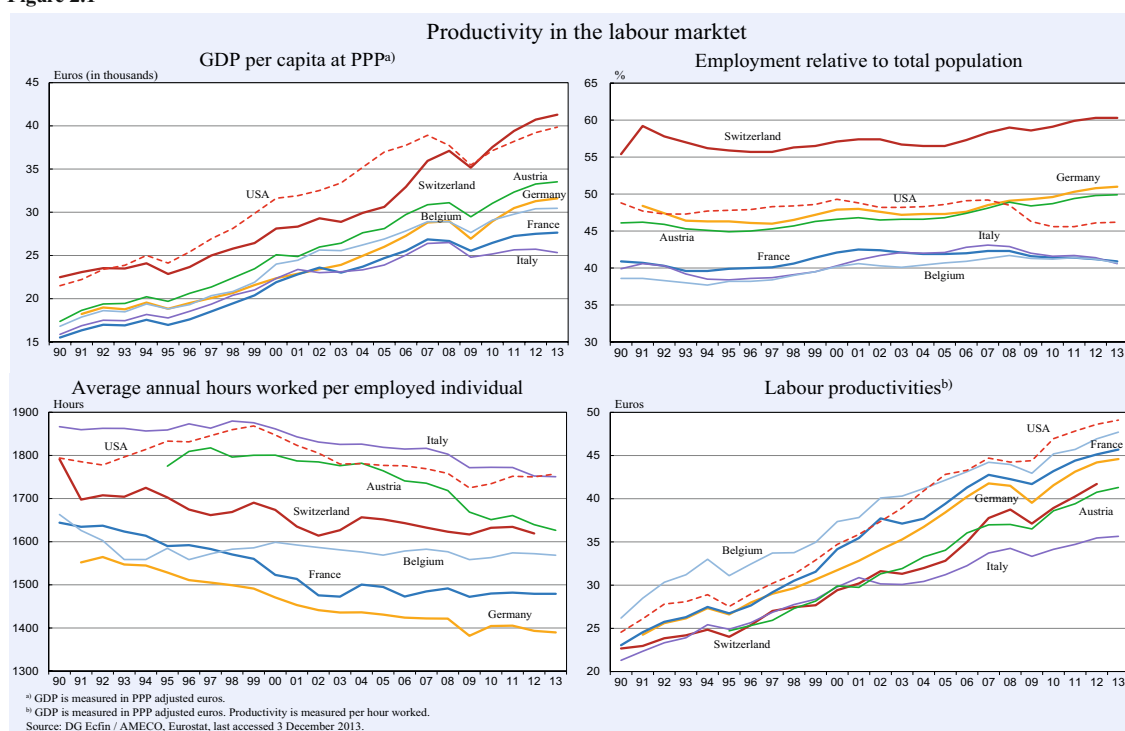 Productivity in the labour marktet
GDP per capita at PPPa)
Euros (in thousands)
45
40
35
30
25
20
15
USA
Switzerland
Austria
Germany
Belgium
France
Italy
90 91 92 93 94 95 96 97 98 99 00 01 02 03 04 05 06 07 08 09 10 11 12 13
Employment relative to total population
%
65
60
55
50
45
40
35
30
Switzerland
Germany
USA
Austria
Italy
France
Belgium
90 91 92 93 94 95 96 97 98 99 00 01 02 03 04 05 06 07 08 09 10 11 12 13
Average annual hours worked per employed individual
Hours
1900
1800
1700
1600
1500
1400
1300
USA
Italy
Austria
Switzerland
France
Belgium
Germany
90 91 92 93 94 95 96 97 98 99 00 01 02 03 04 05 06 07 08 09 10 11 12 13
Labour productivitiesb)
Euros
50
45
40
35
30
25
20
USA
France
Germany
Austria
Belgium
Italy
Switzerland
90 91 92 93 94 95 96 97 98 99 00 01 02 03 04 05 06 07 08 09 10 11 12 13
a) GDP is measured in PPP adjusted euros.
b) GDP is measured in PPP adjusted euros. Productivity is measured per hour worked.
Source: DG Ecfin / AMECO, Eurostat, last accessed 3 December 2013.